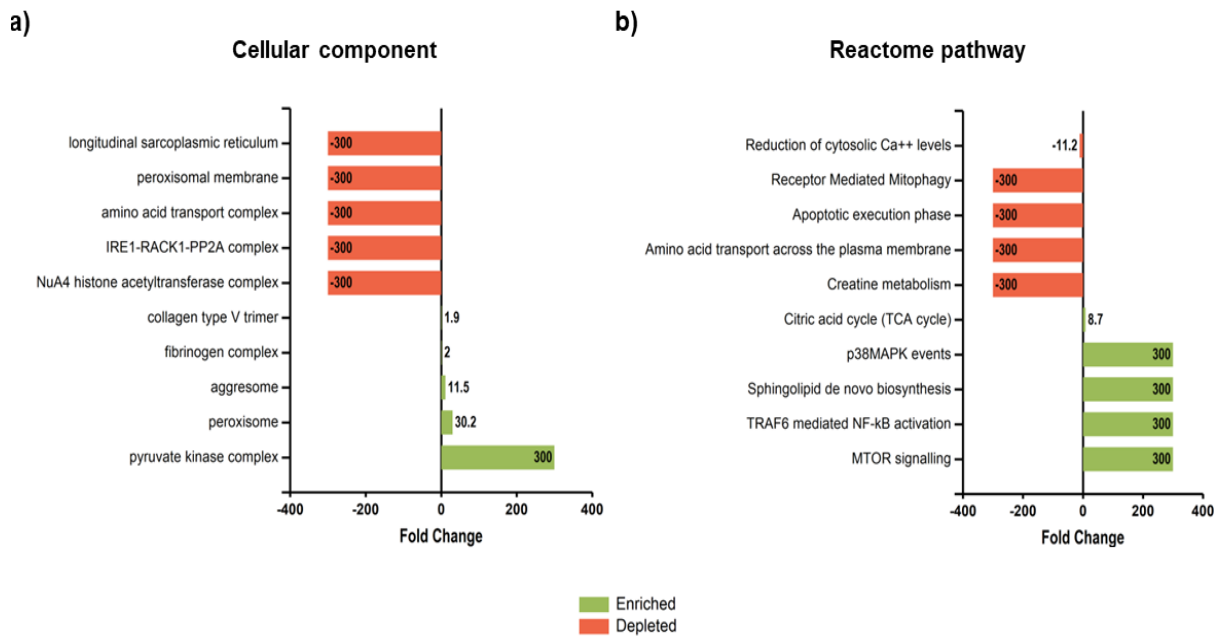 a)
Cellular component
longitudinal sarcoplasmic reticulum
-300
peroxisomal membrane
-300
amino acid transport complex
-300
IRE1-RACK1-PP2A complex
-300
NuA4 histone acetyltransferase complex
-300
collagen type V trimer
1.9
fibrinogen complex
2
aggresome
11.5
peroxisome
30.2
pyruvate kinase complex
300
-400 -200 0 200 400
Fold Change
b)
Reactome pathway
Reduction of cytosolic Ca++ levels
-11.2
Receptor Mediated Mitophagy
-300
Apoptotic execution phase
-300
Amino acid transport across the plasma membrane
-300
Creatine metabolism
-300
Citric acid cycle (TCA cycle)
8.7
p38MAPK events
300
Sphingolipid de novo biosynthesis
300
TRAF6 mediated NF-kB activation
300
MTOR signalling
300
-400 -200 0 200 400
Fold Change
Enriched
Depleted